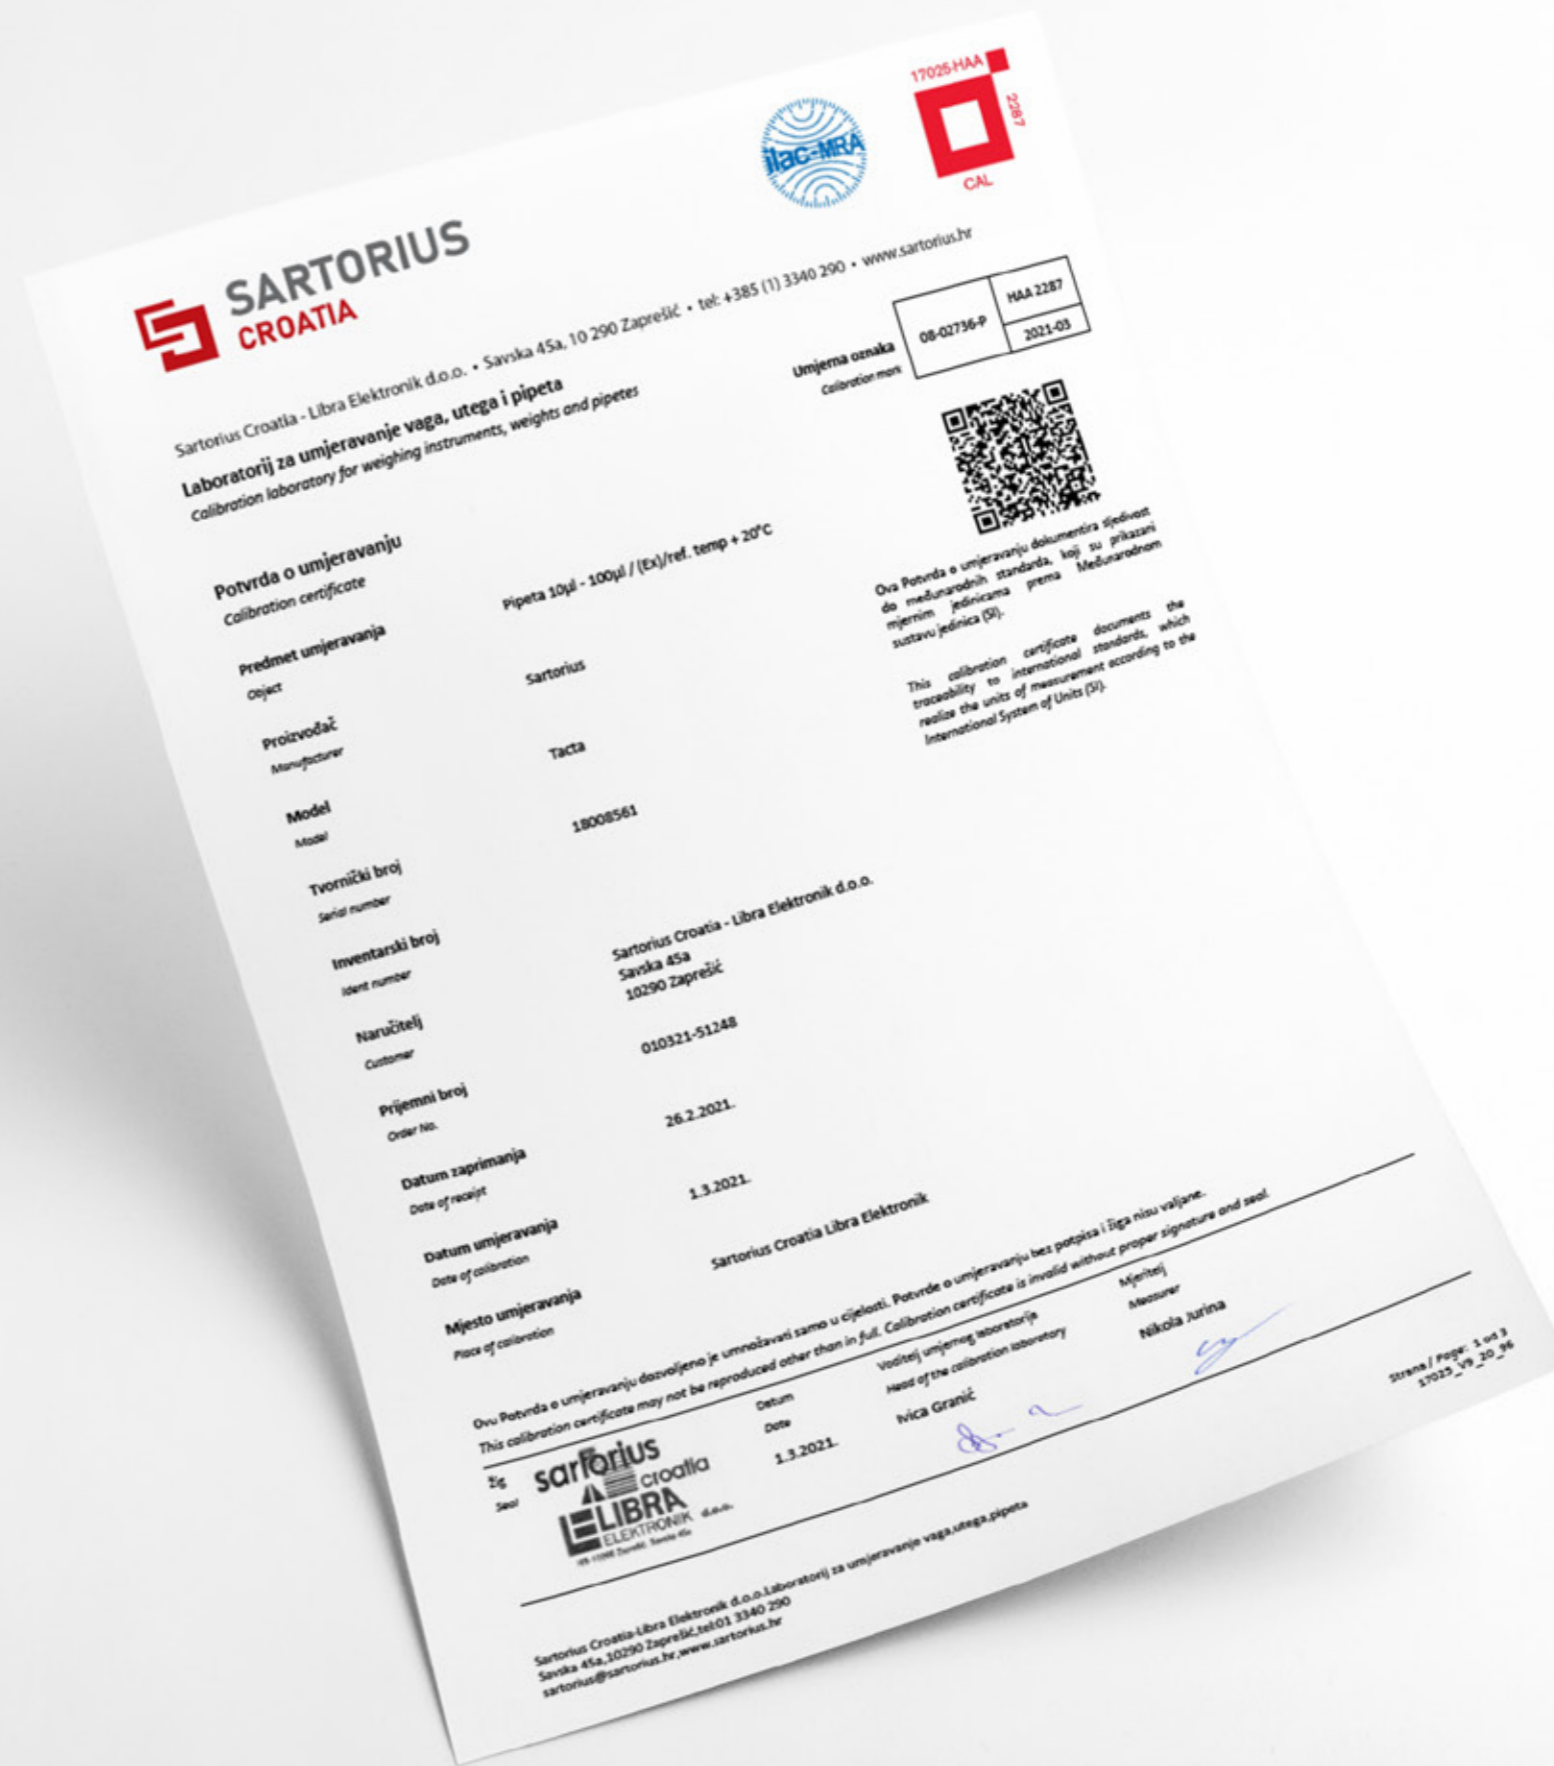 17025-HAA
2287
CAL
ilac-MRA
SARTORIUS
CROATIA
Sartorius Croatia - Libra Elektronik d.o.o. • Savska 45a, 10 290 Zaprešić • tel: +385 (1) 3340 290 • www.sartorius.hr
Laboratorij za umjeravanje vaga, utega i pipeta
Calibration laboratory for weighing instruments, weights and pipetes
Umjerna oznaka
Calibration mark
08-02736-P
HAA 2287
2021-03
Potvrda o umjeravanju
Calibration certificate
Ova Potvrda o umjeravanju dokumentira sljedivost
do međunarodnih standarda, koji su prikazani
mjernim jedinicama prema Međunarodnom
sustavu jedinica (SI).
This calibration certificate documents the
traceability to international standards, which
realize the units of measurement according to the
International System of Units (SI).
Predmet umjeravanja
Object
Pipeta 10µl - 100µl / (Ex)/ref. temp + 20°C
Proizvođač
Manufacturer
Sartorius
Model
Model
Tacta
Tvornički broj
Serial number
18008561
Inventarski broj
Ident number
Naručitelj
Customer
Sartorius Croatia - Libra Elektronik d.o.o.
Savska 45a
10290 Zaprešić
Prijemni broj
Order No.
010321-51248
Datum zaprimanja
Date of receipt
26.2.2021.
Datum umjeravanja
Date of calibration
1.3.2021.
Mjesto umjeravanja
Place of calibration
Sartorius Croatia Libra Elektronik
Ovu Potvrdu o umjeravanju dozvoljeno je umnožavati samo u cijelosti. Potvrde o umjeravanju bez potpisa i žiga nisu valjane.
This calibration certificate may not be reproduced other than in full. Calibration certificate is invalid without proper signature and seal.
Žig
Seal
sartorius
croatia
LIBRA
ELEKTRONIK d.o.o.
Datum
Date
1.3.2021.
Voditelj umjernog laboratorija
Head of the calibration laboratory
Ivica Granić
Mjeritelj
Measurer
Nikola Jurina
Strana / Page: 1 od 3
17025_V9_20_96
Sartorius Croatia-Libra Elektronik d.o.o.Laboratorij za umjeravanje vaga,utega,pipeta
Savska 45a,10290 Zaprešić,tel:01 3340 290
sartorius@sartorius.hr,www.sartorius.hr